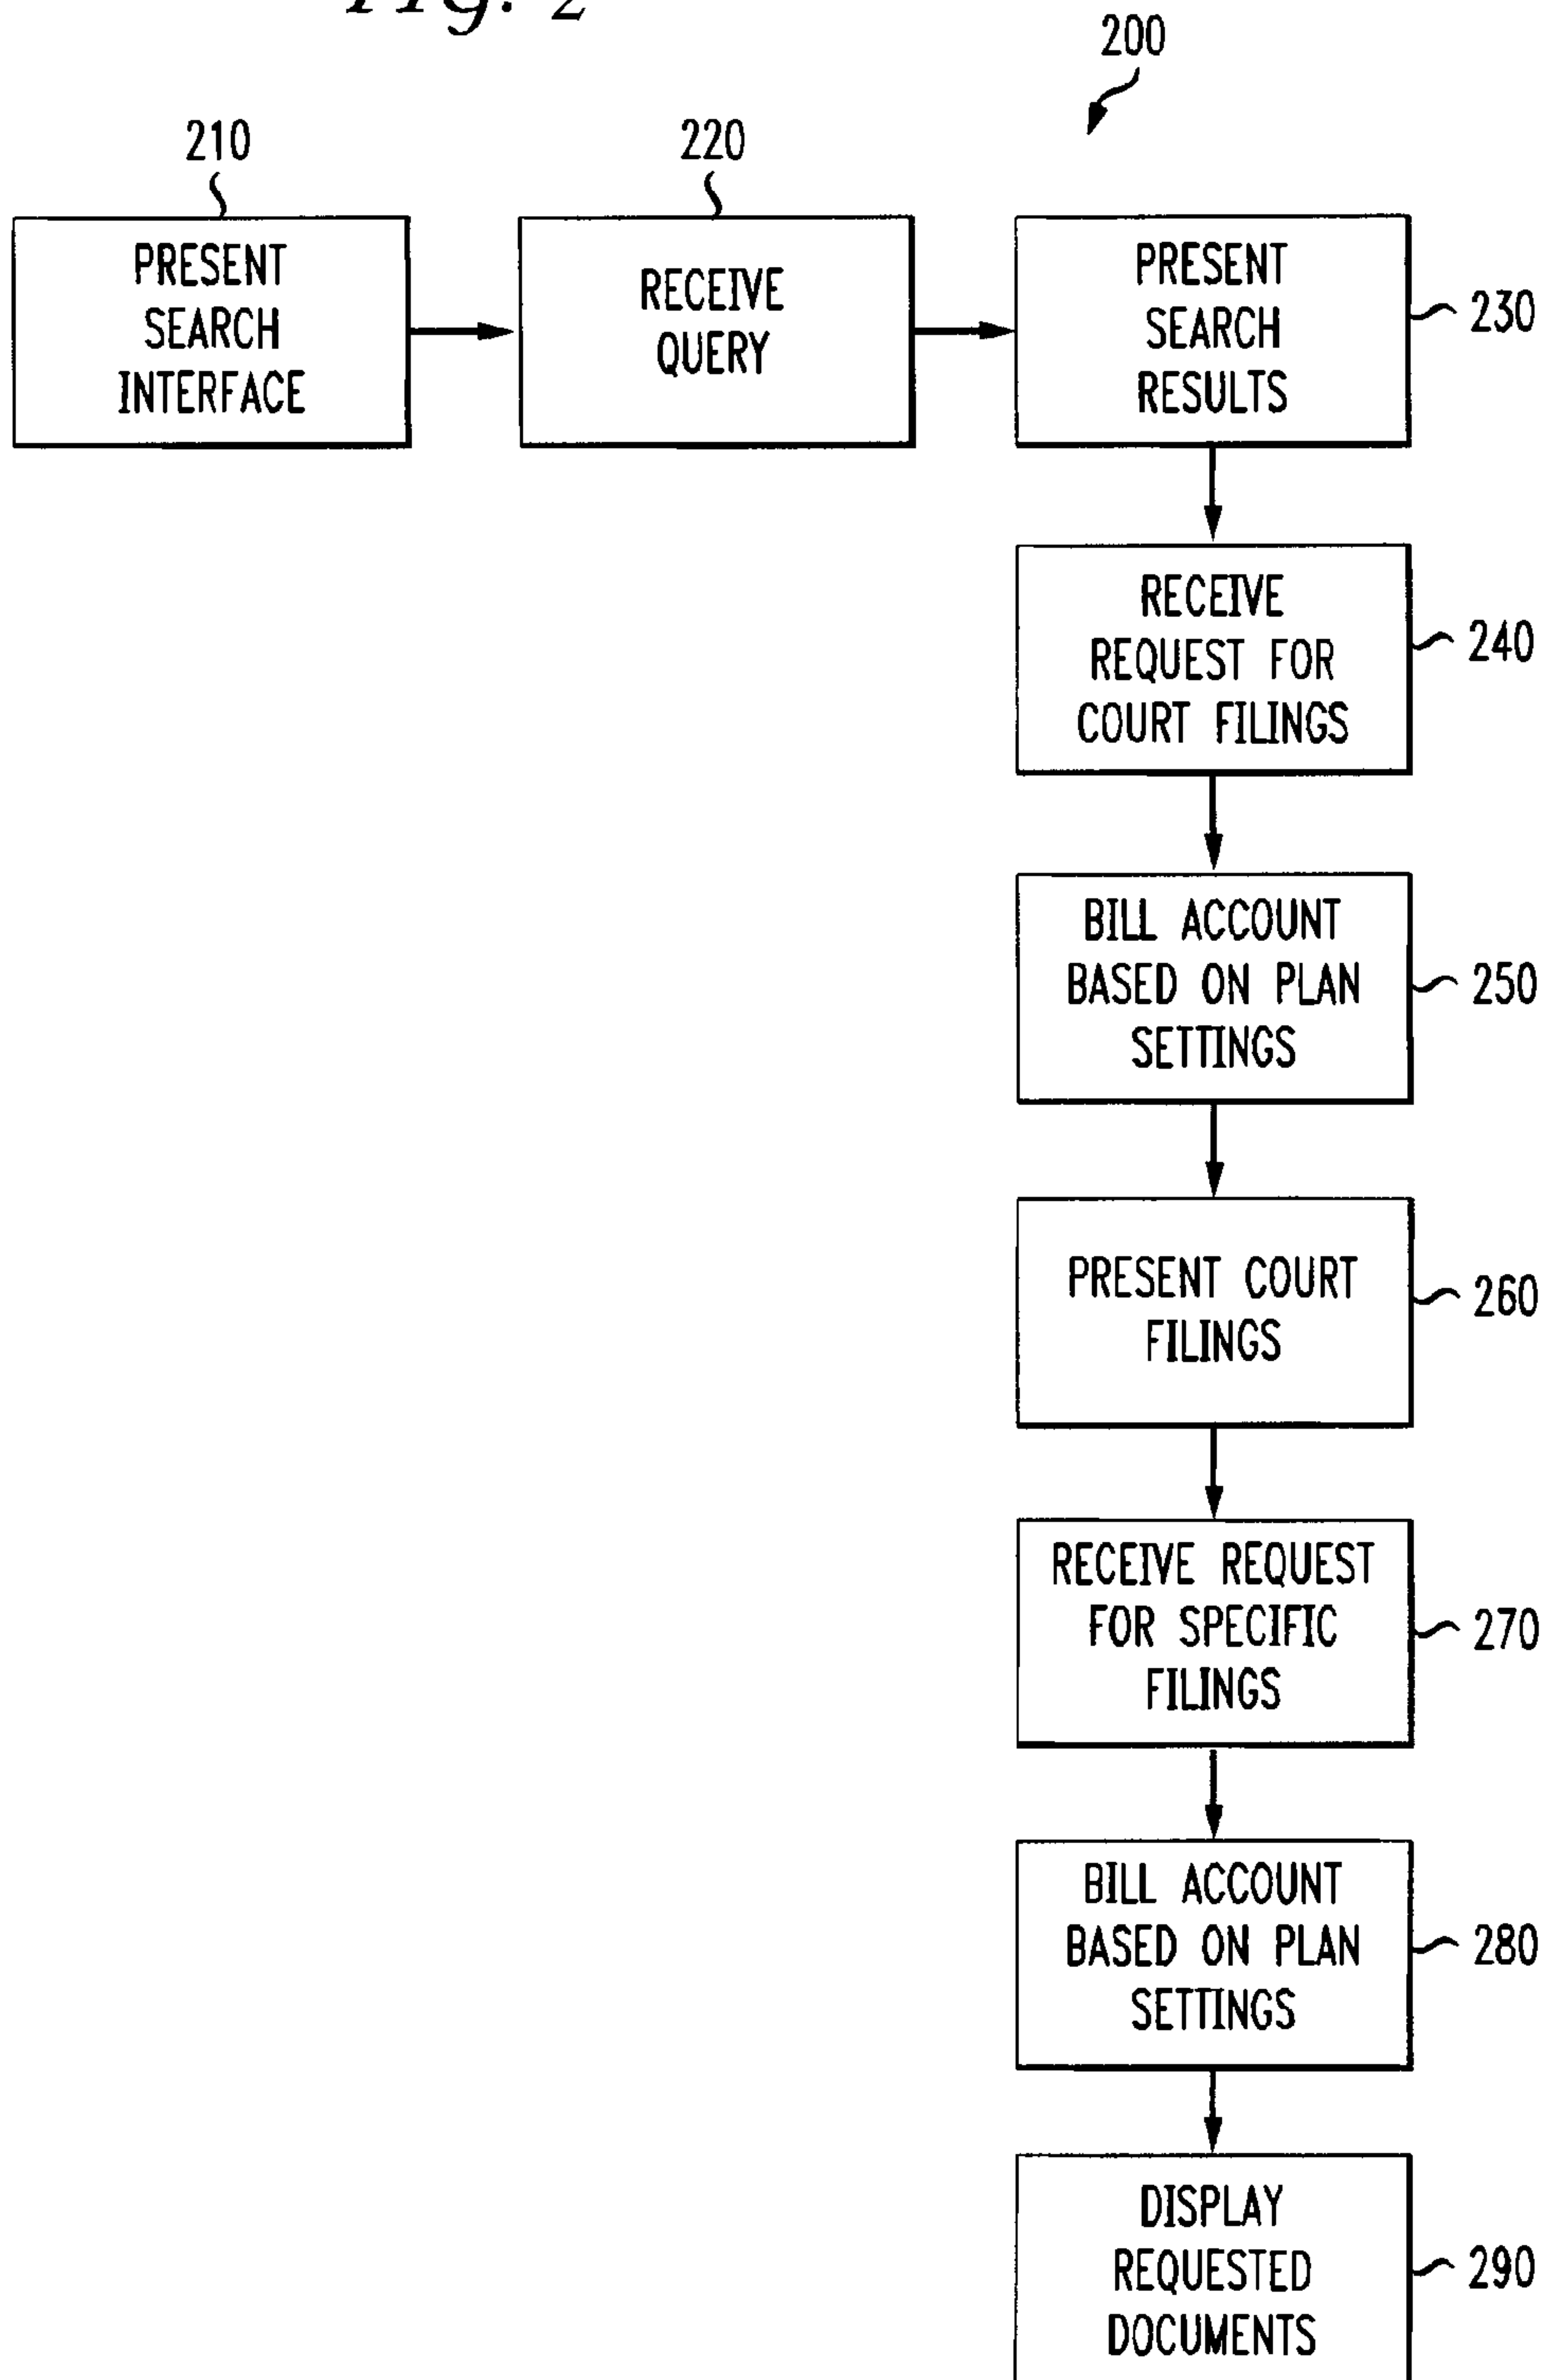 Fig. 2
200
210
220
PRESENT
SEARCH
INTERFACE
RECEIVE
QUERY
PRESENT
SEARCH
RESULTS
230
RECEIVE
REQUEST FOR
COURT FILINGS
240
BILL ACCOUNT
BASED ON PLAN
SETTINGS
250
PRESENT COURT
FILINGS
260
RECEIVE REQUEST
FOR SPECIFIC
FILINGS
270
BILL ACCOUNT
BASED ON PLAN
SETTINGS
280
DISPLAY
REQUESTED
DOCUMENTS
290